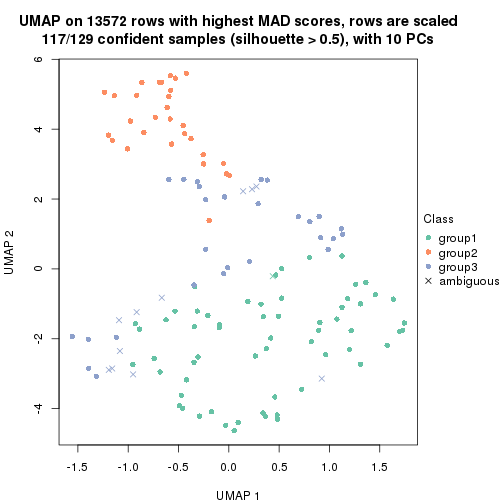 UMAP on 13572 rows with highest MAD scores, rows are scaled
117/129 confident samples (silhouette > 0.5), with 10 PCs
6
4
2
0
-2
-4
UMAP 2
-1.5 -1.0 -0.5 0.0 0.5 1.0 1.5
UMAP 1
Class
group1
group2
group3
ambiguous